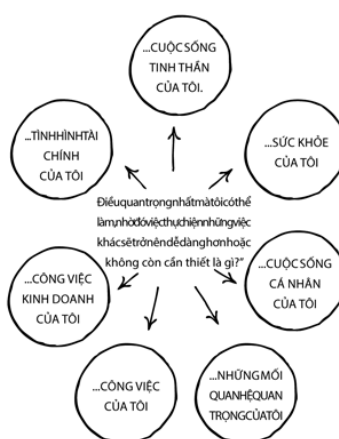 ...CUỘC SỐNG
TINH THẦN
CỦA TÔI.
...TÌNH HÌNH TÀI
CHÍNH
CỦA TÔI
...SỨC KHỎE
CỦA TÔI
Điều quan trọng nhất mà tôi có thể
làm, nhờ đó việc thực hiện những việc
khác sẽ trở nên dễ dàng hơn hoặc
không còn cần thiết là gì?"
...CÔNG VIỆC
KINH DOANH
CỦA TÔI
...CUỘC SỐNG
CÁ NHÂN
CỦA TÔI
...CÔNG VIỆC
CỦA TÔI
...NHỮNG MỐI
QUAN HỆ QUAN
TRỌNG CỦA TÔI